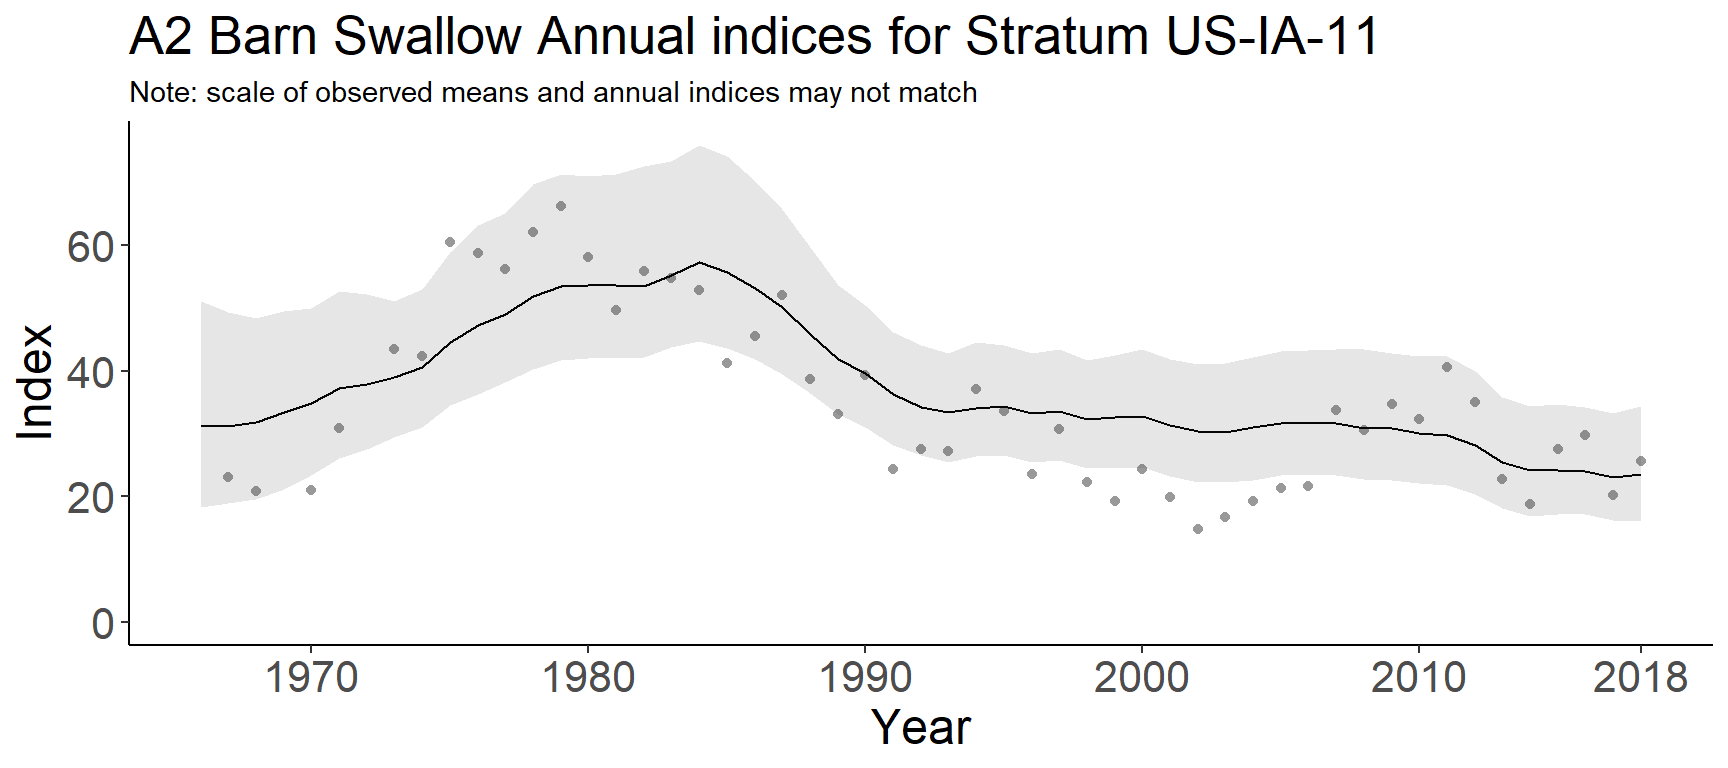 A2 Barn Swallow Annual indices for Stratum US-IA-11
Note: scale of observed means and annual indices may not match
Index
60
40
20
0
1970 1980 1990 2000 2010 2018
Year